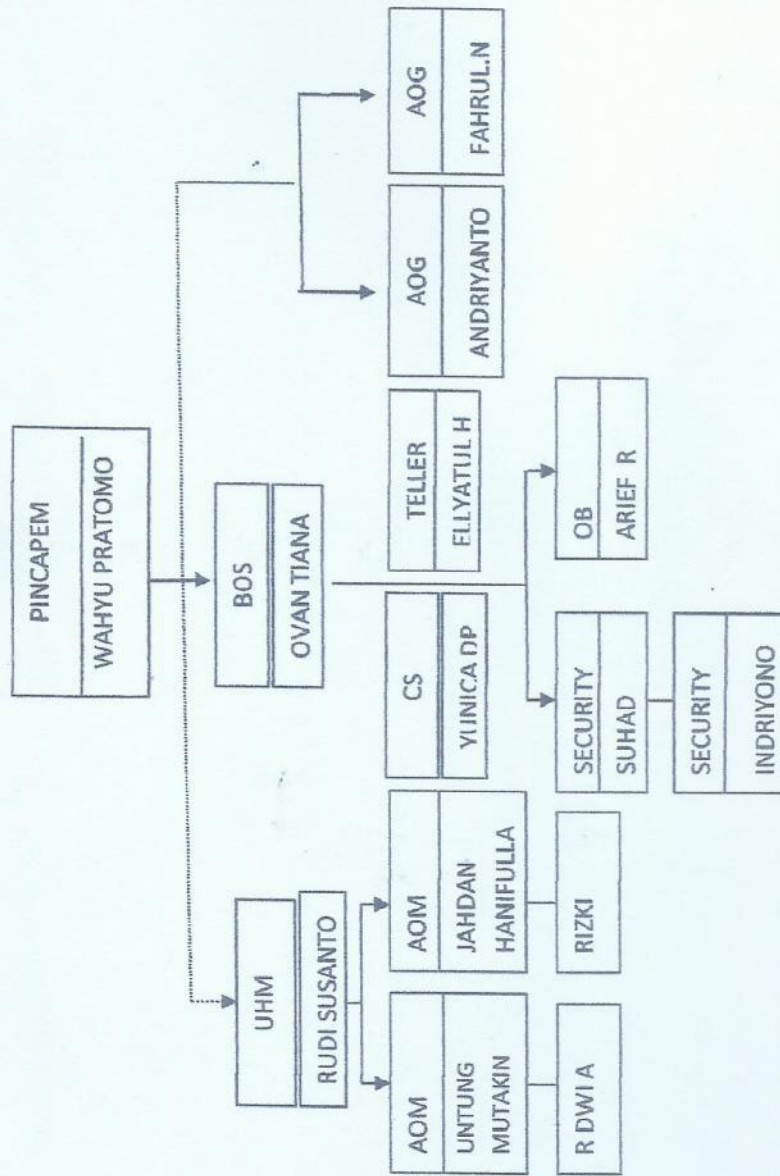 PINCAPEM
WAHYU PRATOMO
UHM
RUDI SUSANTO
BOS
OVAN TIANA
AOM
UNTUNG
MUTAKIN
AOM
JAHDAN
HANIFULLA
CS
YUNICA DP
TELLER
ELLYATUL H
AOG
ANDRIYANTO
AOG
FAHRUL.N
R DWI A
RIZKI
SECURITY
SUHAD
OB
ARIEF R
SECURITY
INDRIYONO